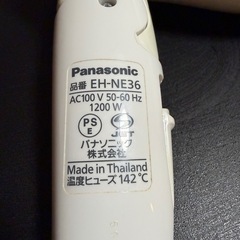 Panasonic
品番 EH-NE36
AC100 V 50-60 Hz
1200 W
PS
E
JET
パナソニック
株式会社
Made in Thailand
温度ヒューズ 142℃